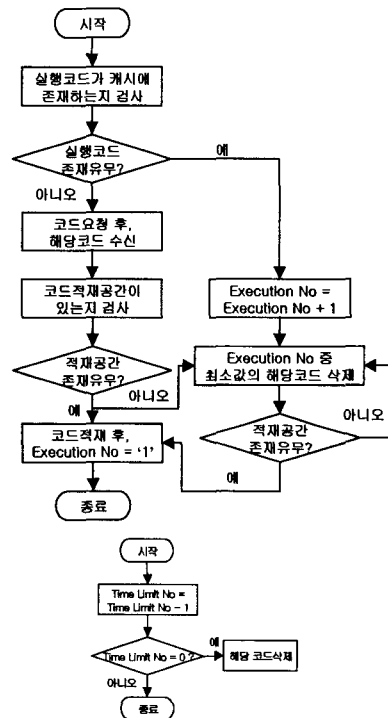 시작
실행코드가 캐시에
존재하는지 검사
실행코드
존재유무?
예
아니오
코드요청 후,
해당코드 수신
코드적재공간이
있는지 검사
Execution No =
Execution No + 1
적재공간
존재유무?
Execution No 중
최소값의 해당코드 삭제
예
아니오
아니오
코드적재 후,
Execution No = '1'
적재공간
존재유무?
예
종료
시작
Time Limit No =
Time Limit No - 1
Time Limit No = 0 ?
예
해당 코드삭제
아니오
종료